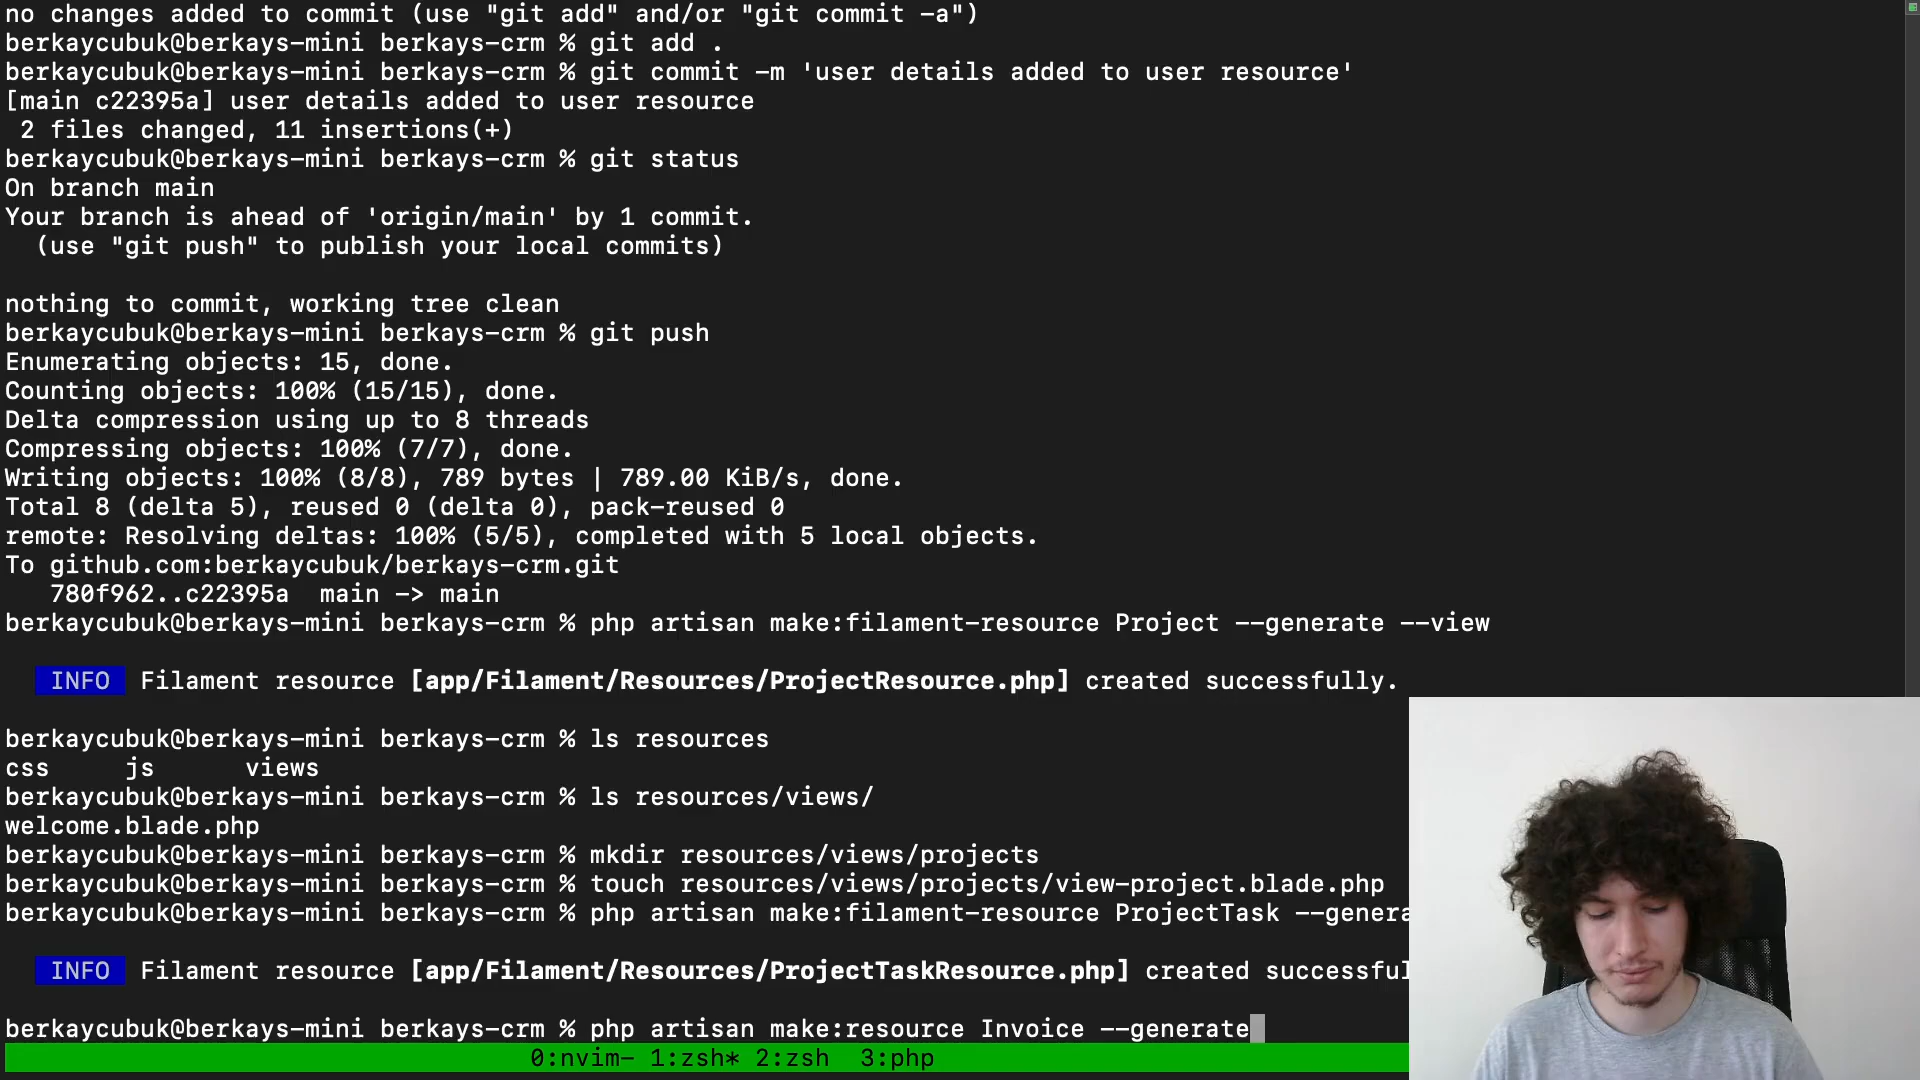 no changes added to commit (use "git add" and/or "git commit -a")
berkaycubuk@berkays-mini berkays-crm % git add .
berkaycubuk@berkays-mini berkays-crm % git commit -m 'user details added to user resource'
[main c22395a] user details added to user resource
 2 files changed, 11 insertions(+)
berkaycubuk@berkays-mini berkays-crm % git status
On branch main
Your branch is ahead of 'origin/main' by 1 commit.
  (use "git push" to publish your local commits)
nothing to commit, working tree clean
berkaycubuk@berkays-mini berkays-crm % git push
Enumerating objects: 15, done.
Counting objects: 100% (15/15), done.
Delta compression using up to 8 threads
Compressing objects: 100% (7/7), done.
Writing objects: 100% (8/8), 789 bytes | 789.00 KiB/s, done.
Total 8 (delta 5), reused 0 (delta 0), pack-reused 0
remote: Resolving deltas: 100% (5/5), completed with 5 local objects.
To github.com:berkaycubuk/berkays-crm.git
   780f962..c22395a  main -> main
berkaycubuk@berkays-mini berkays-crm % php artisan make:filament-resource Project --generate --view
INFO  Filament resource [app/Filament/Resources/ProjectResource.php] created successfully.
berkaycubuk@berkays-mini berkays-crm % ls resources
css     js      views
berkaycubuk@berkays-mini berkays-crm % ls resources/views/
welcome.blade.php
berkaycubuk@berkays-mini berkays-crm % mkdir resources/views/projects
berkaycubuk@berkays-mini berkays-crm % touch resources/views/projects/view-project.blade.php
berkaycubuk@berkays-mini berkays-crm % php artisan make:filament-resource ProjectTask --genera
INFO  Filament resource [app/Filament/Resources/ProjectTaskResource.php] created successful
berkaycubuk@berkays-mini berkays-crm % php artisan make:resource Invoice --generate
0:nvim- 1:zsh* 2:zsh  3:php